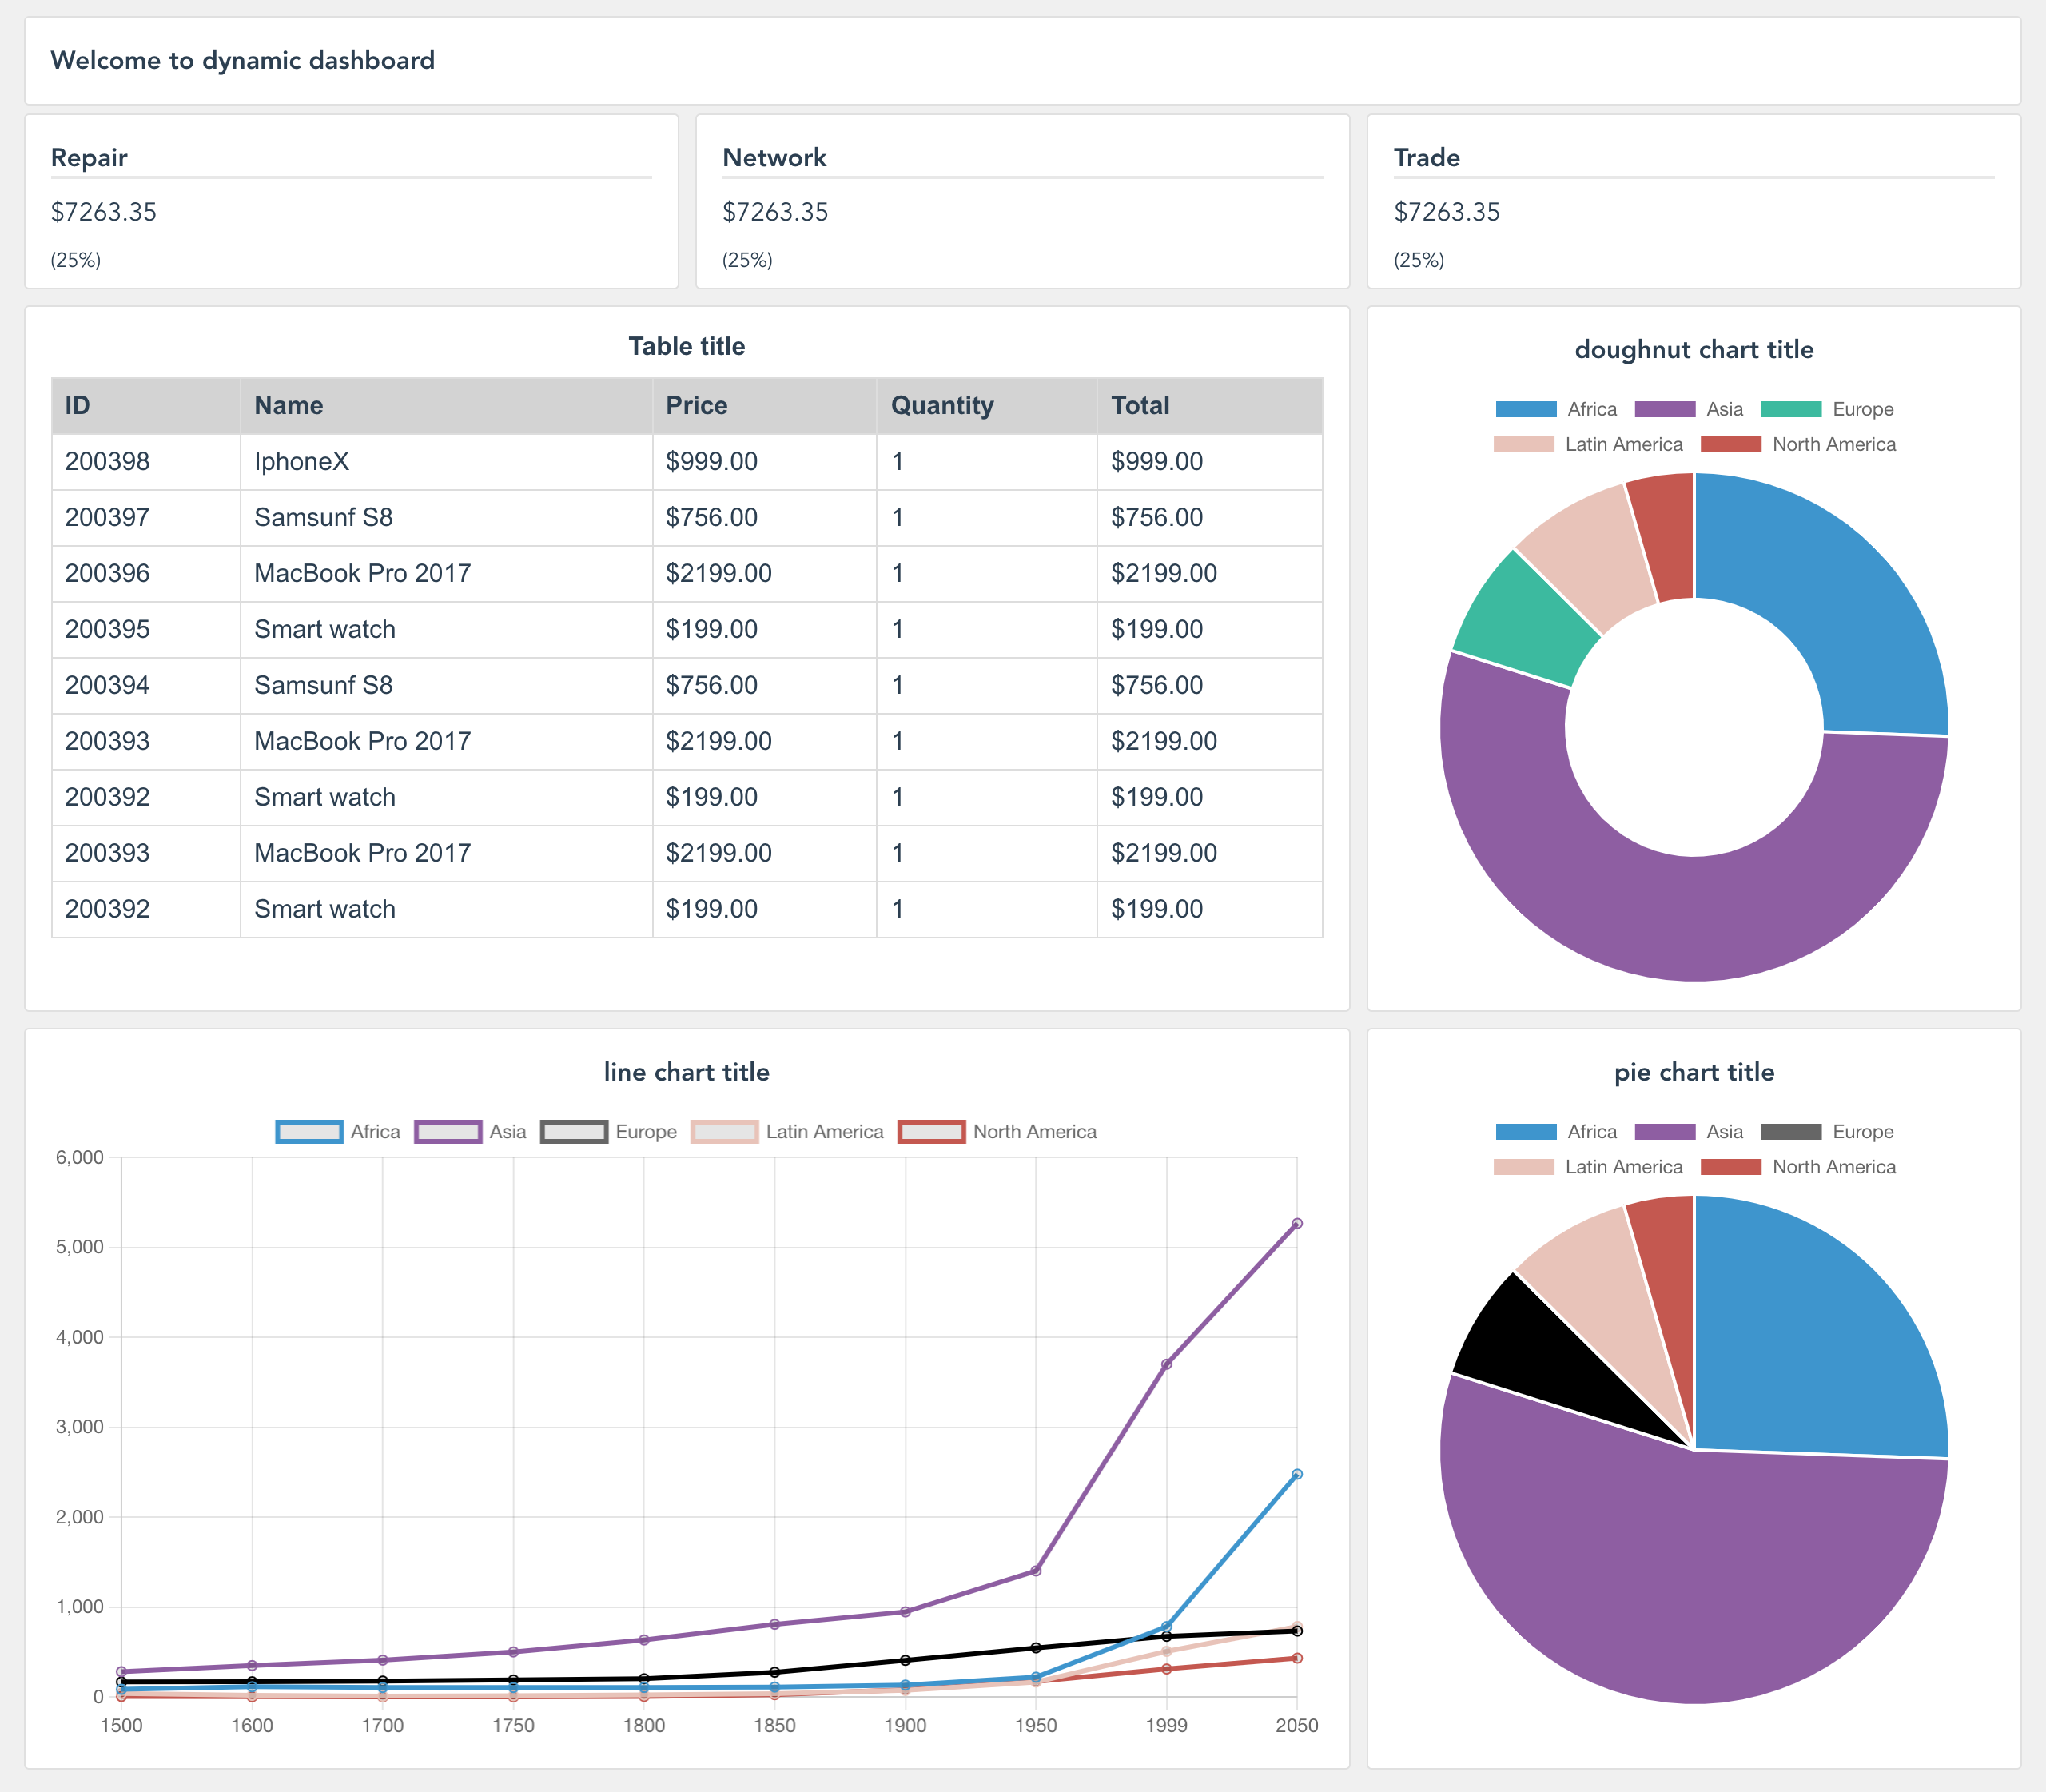 Welcome to dynamic dashboard
Repair
$7263.35
(25%)
Network
$7263.35
(25%)
Trade
$7263.35
(25%)
Table title
ID Name Price Quantity Total
200398 IphoneX $999.00 1 $999.00
200397 Samsunf S8 $756.00 1 $756.00
200396 MacBook Pro 2017 $2199.00 1 $2199.00
200395 Smart watch $199.00 1 $199.00
200394 Samsunf S8 $756.00 1 $756.00
200393 MacBook Pro 2017 $2199.00 1 $2199.00
200392 Smart watch $199.00 1 $199.00
200393 MacBook Pro 2017 $2199.00 1 $2199.00
200392 Smart watch $199.00 1 $199.00
doughnut chart title
Africa Asia Europe
Latin America North America
line chart title
Africa Asia Europe Latin America North America
6,000
5,000
4,000
3,000
2,000
1,000
0
1500 1600 1700 1750 1800 1850 1900 1950 1999 2050
pie chart title
Africa Asia Europe
Latin America North America